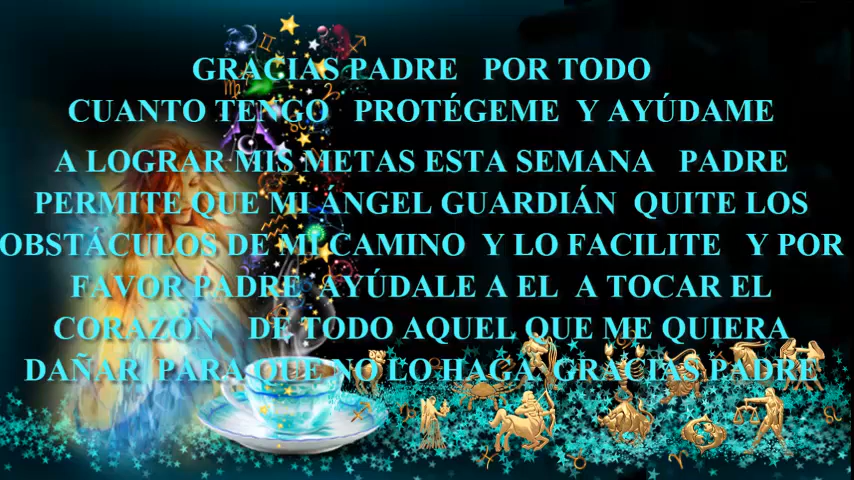 GRACIAS PADRE POR TODO
CUANTO TENGO PROTÉGEME Y AYÚDAME
A LOGRAR MIS METAS ESTA SEMANA PADRE
PERMITE QUE MI ÁNGEL GUARDIÁN QUITE LOS
OBSTÁCULOS DE MI CAMINO Y LO FACILITE Y POR
FAVOR PADRE AYÚDALE A EL A TOCAR EL
CORAZÓN DE TODO AQUEL QUE ME QUIERA
DAÑAR PARA QUE NO LO HAGA GRACIAS PADRE